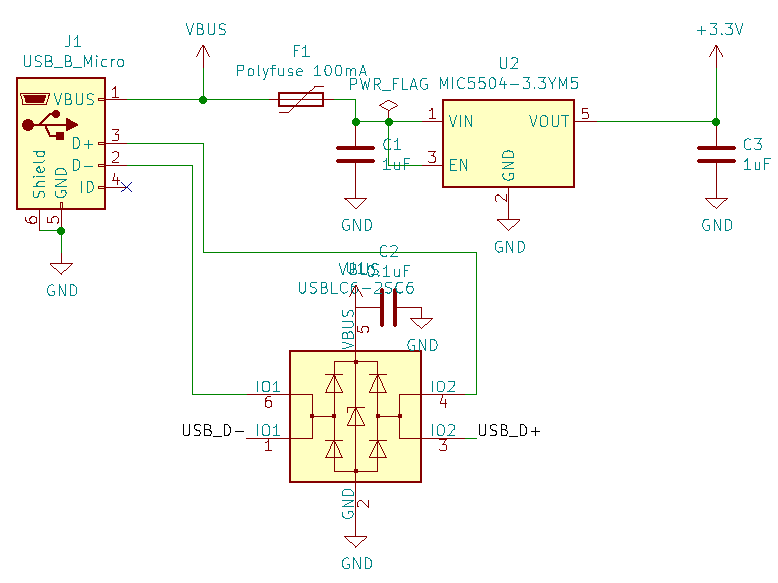 VBUS
+3.3V
J1
USB_B_Micro
F1
Polyfuse 100mA
U2
PWR_FLAG
MIC5504-3.3YM5
VBUS
1
1
VIN
VOUT
5
D+
3
C1
1uF
C3
1uF
D-
2
3
EN
GND
2
ID
4
Shield
GND
6
5
GND
GND
GND
GND
C2
0.1uF
VBUS
U1
USBLC6-2SC6
VBUS
5
GND
IO1
6
IO2
4
USB_D-
IO1
1
IO2
3
USB_D+
GND
2
GND